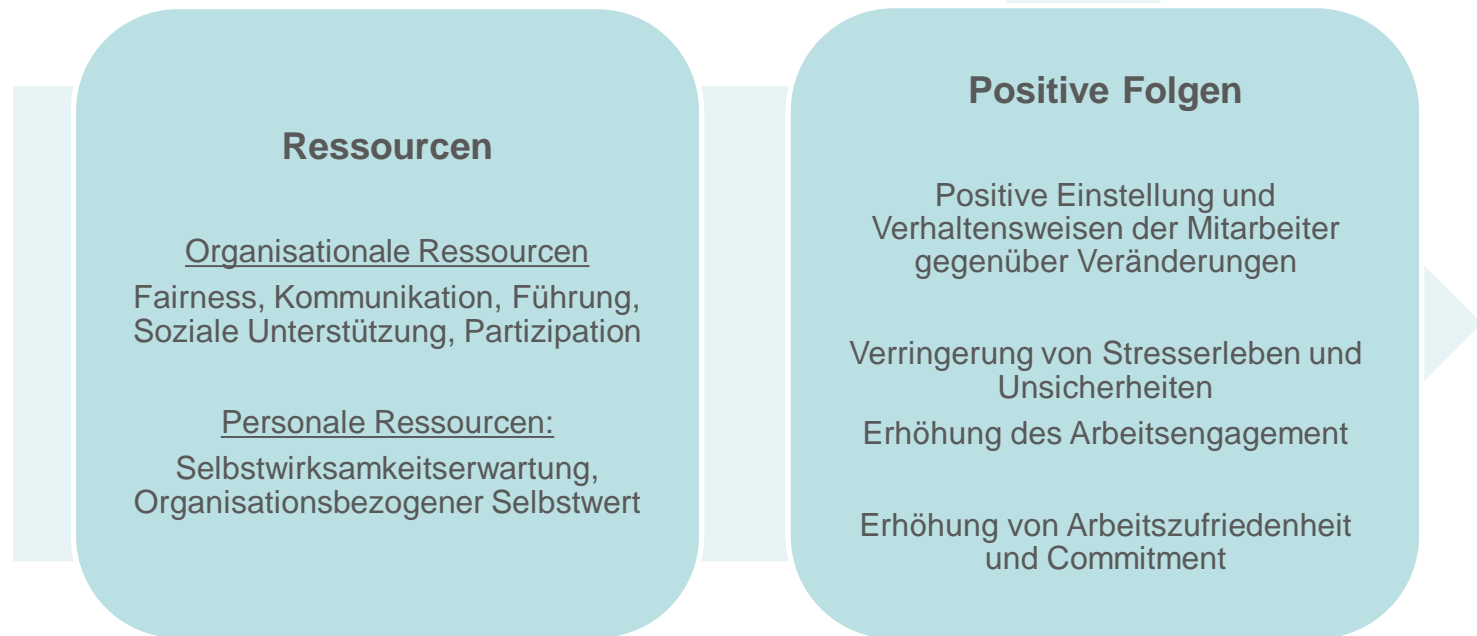 Ressourcen
Organisationale Ressourcen
Fairness, Kommunikation, Führung,
Soziale Unterstützung, Partizipation
Personale Ressourcen:
Selbstwirksamkeitserwartung,
Organisationsbezogener Selbstwert
Positive Folgen
Positive Einstellung und
Verhaltensweisen der Mitarbeiter
gegenüber Veränderungen
Verringerung von Stresserleben und
Unsicherheiten
Erhöhung des Arbeitsengagement
Erhöhung von Arbeitszufriedenheit
und Commitment